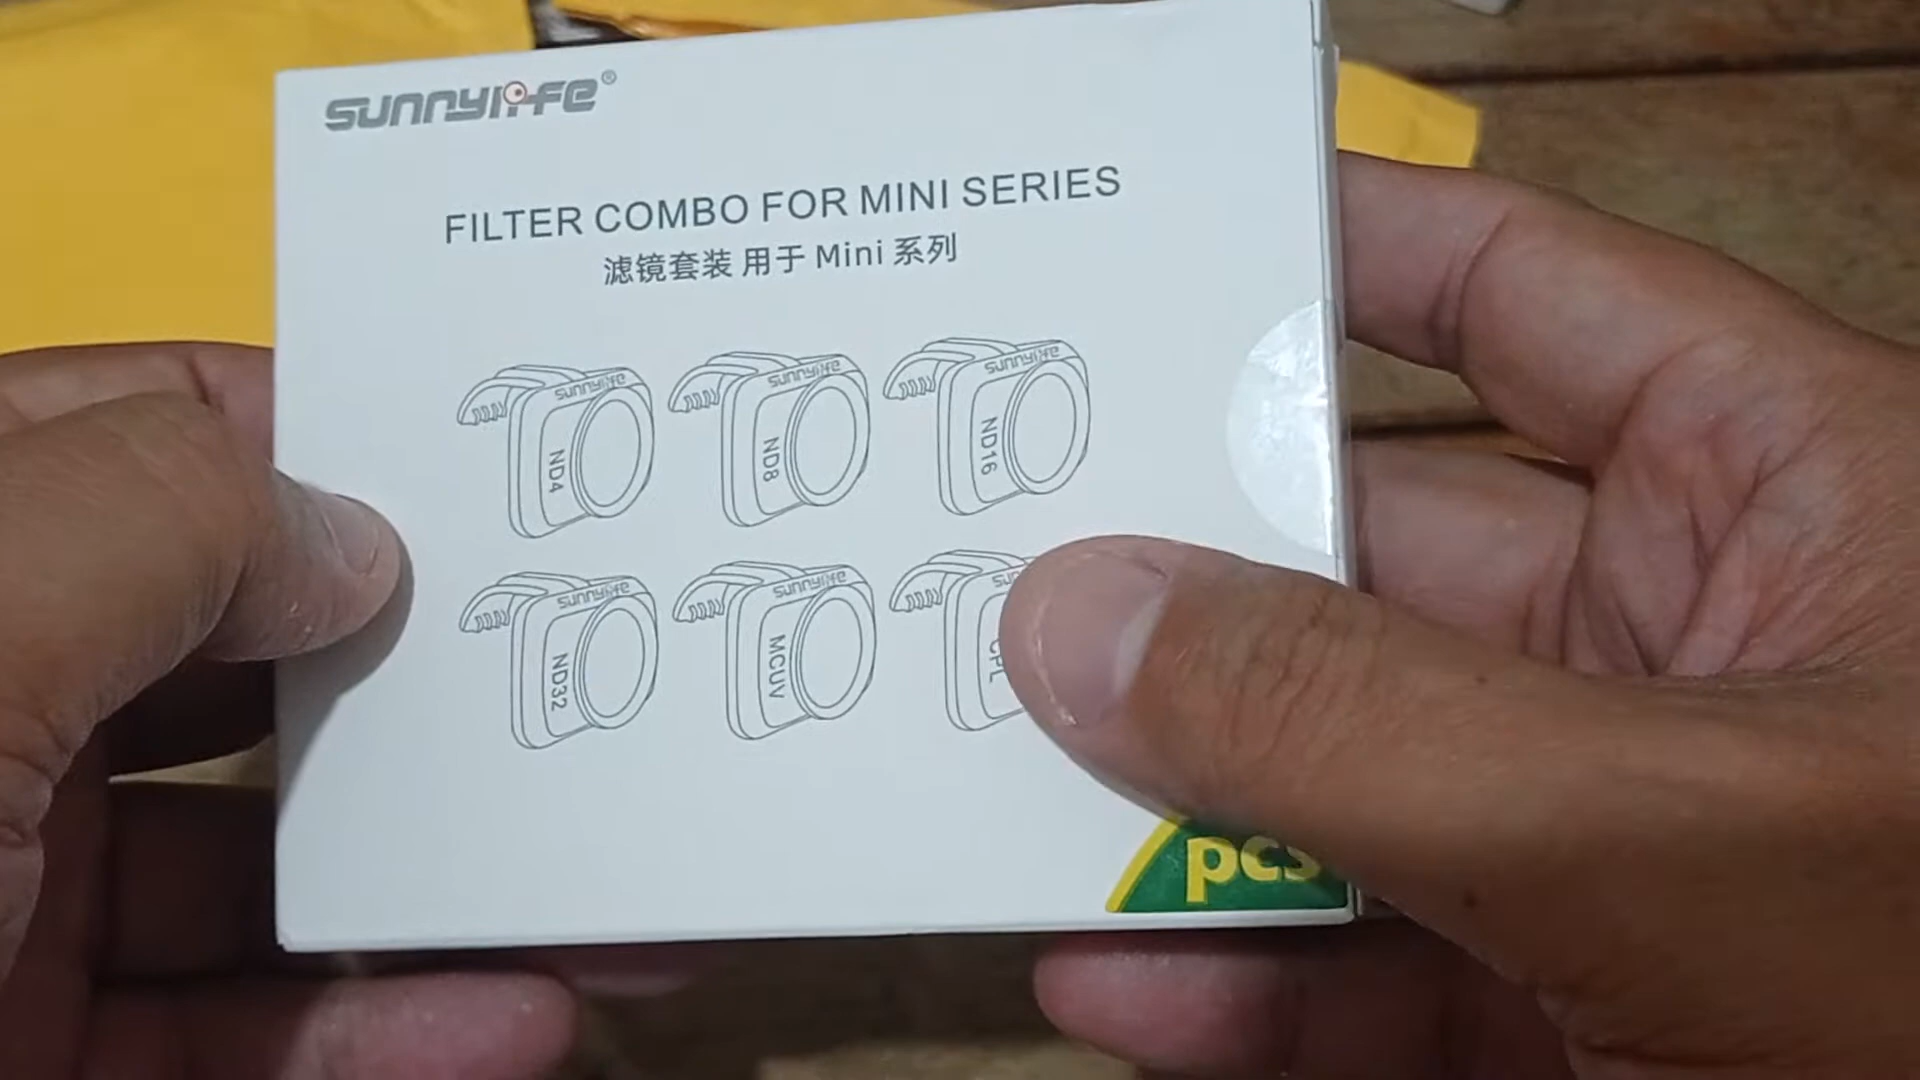 sunnylife®
FILTER COMBO FOR MINI SERIES
滤镜套装 用于 Mini 系列
sunnylife
ND4
sunnylife
ND8
sunnylife
ND16
sunnylife
ND32
sunnylife
MCUV
CPL
pcs